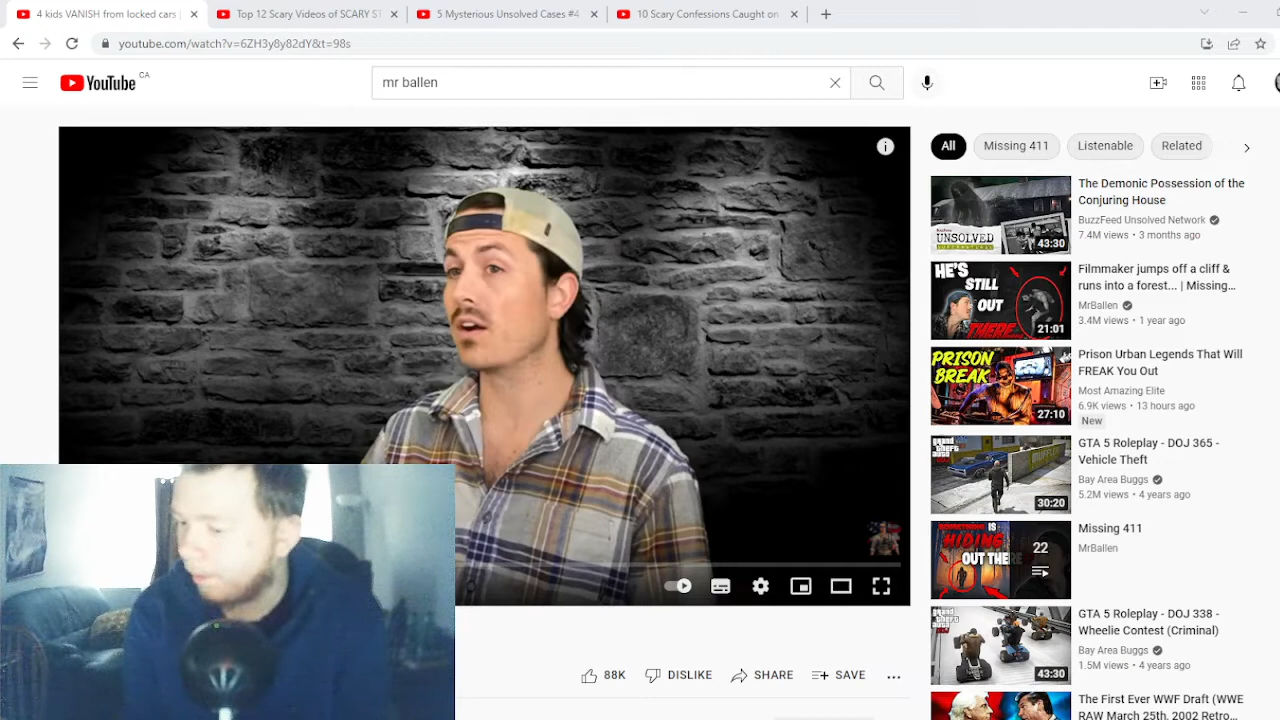 4 kids VANISH from locked cars |
Top 12 Scary Videos of SCARY ST
5 Mysterious Unsolved Cases #4
10 Scary Confessions Caught on
youtube.com/watch?v=6ZH3y8y82dY&t=98s
YouTube CA
mr ballen
All
Missing 411
Listenable
Related
UNSOLVED
43:30
The Demonic Possession of the
Conjuring House
BuzzFeed Unsolved Network
7.4M views • 3 months ago
HE'S
STILL
OUT
THERE
21:01
Filmmaker jumps off a cliff &
runs into a forest... | Missing...
MrBallen
3.4M views • 1 year ago
PRISON
BREAK
27:10
Prison Urban Legends That Will
FREAK You Out
Most Amazing Elite
6.9K views • 13 hours ago
New
30:20
GTA 5 Roleplay - DOJ 365 -
Vehicle Theft
Bay Area Buggs
5.2M views • 4 years ago
SOMETHING IS
HIDING
OUT THERE
22
Missing 411
MrBallen
43:30
GTA 5 Roleplay - DOJ 338 -
Wheelie Contest (Criminal)
Bay Area Buggs
1.5M views • 4 years ago
The First Ever WWF Draft (WWE
RAW March 25th, 2002 Retro...
88K
DISLIKE
SHARE
SAVE